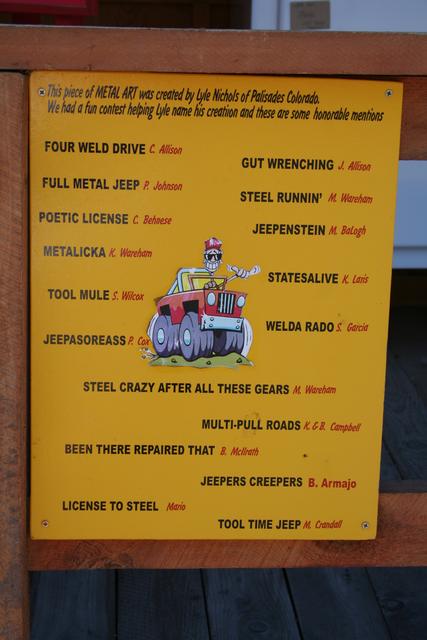 This piece of METAL ART was created by Lyle Nichols of Palisades Colorado.
We had a fun contest helping Lyle name his creation and these are some honorable mentions
FOUR WELD DRIVE C. Allison
GUT WRENCHING J. Allison
FULL METAL JEEP P. Johnson
STEEL RUNNIN' M. Wareham
POETIC LICENSE C. Behnese
JEEPENSTEIN M. BaLogh
METALICKA K. Wareham
STATESALIVE K. Laris
TOOL MULE S. Wilcox
WELDA RADO S. Garcia
JEEPASOREASS P. Cox
STEEL CRAZY AFTER ALL THESE GEARS M. Wareham
MULTI-PULL ROADS K. & B. Campbell
BEEN THERE REPAIRED THAT B. McIlrath
JEEPERS CREEPERS B. Armajo
LICENSE TO STEEL Mario
TOOL TIME JEEP M. Crandall